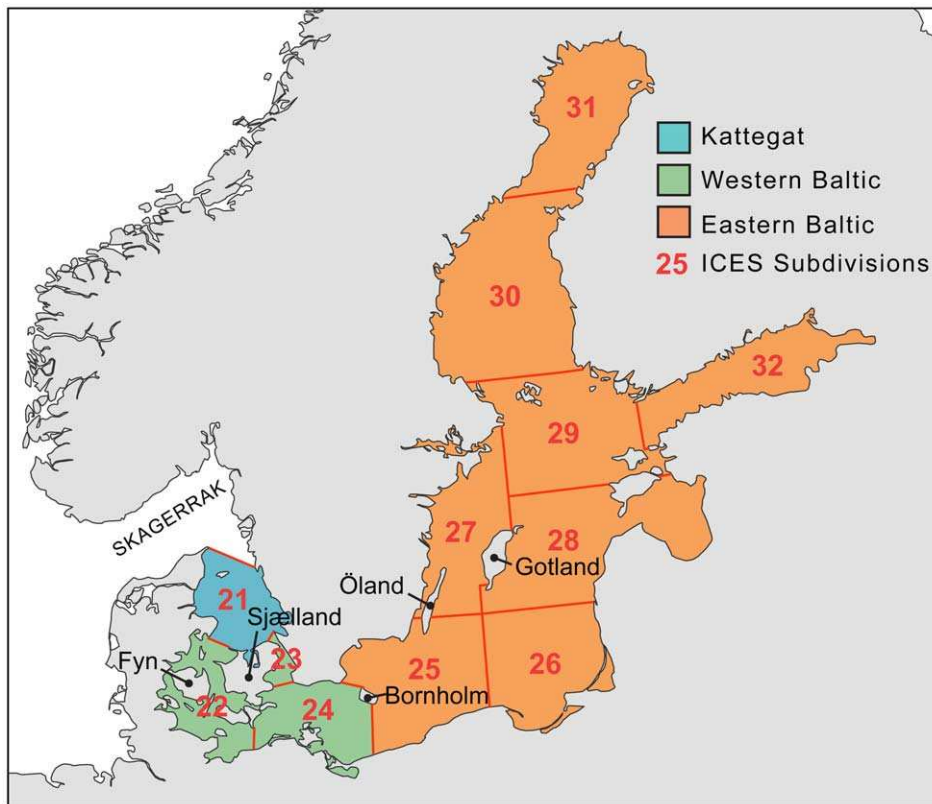 31
Kattegat
Western Baltic
Eastern Baltic
25 ICES Subdivisions
30
32
29
SKAGERRAK
27
28
Gotland
Öland
21
Sjælland
Fyn
23
25
26
22
24
Bornholm